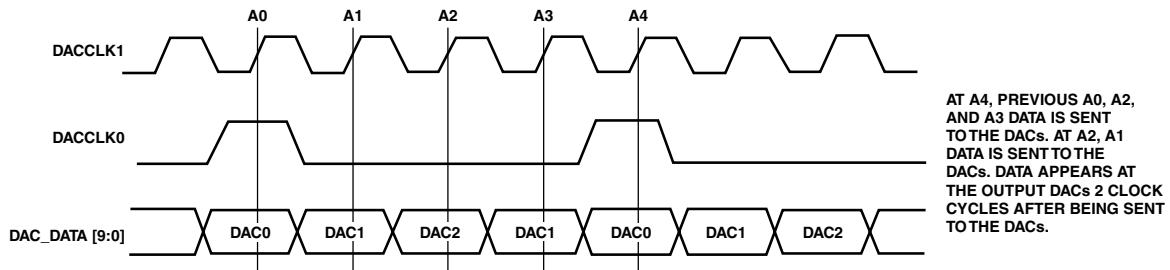 A0 A1 A2 A3 A4
DACCLK1
DACCLK0
DAC_DATA [9:0]
DAC0 DAC1 DAC2 DAC1 DAC0 DAC1 DAC2
AT A4, PREVIOUS A0, A2,
AND A3 DATA IS SENT
TO THE DACs. AT A2, A1
DATA IS SENT TO THE
DACs. DATA APPEARS AT
THE OUTPUT DACs 2 CLOCK
CYCLES AFTER BEING SENT
TO THE DACs.